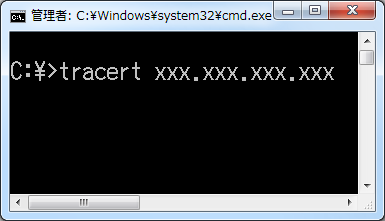 管理者: C:¥Windows¥system32¥cmd.exe
C:¥>tracert xxx.xxx.xxx.xxx